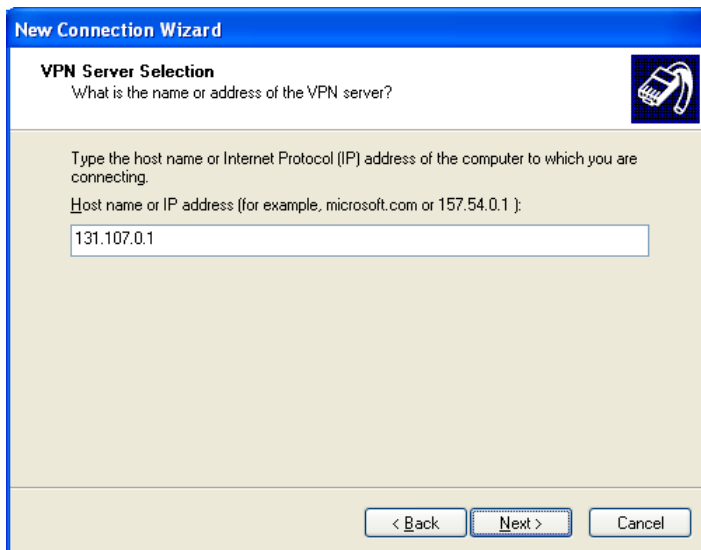 New Connection Wizard
VPN Server Selection
What is the name or address of the VPN server?
Type the host name or Internet Protocol (IP) address of the computer to which you are
connecting.
Host name or IP address (for example, microsoft.com or 157.54.0.1 ):
131.107.0.1
< Back Next > Cancel